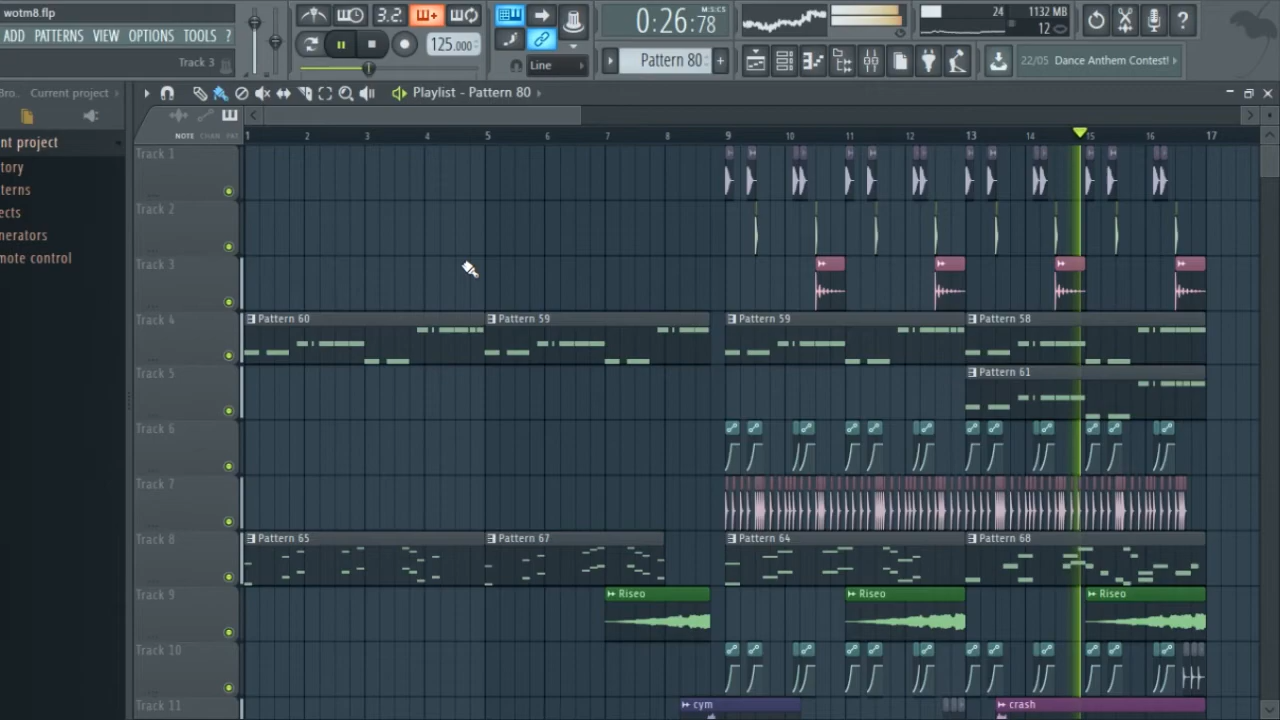 wotm8.flp
ADD PATTERNS VIEW OPTIONS TOOLS ?
Track 3
3.2.
125.000
Line
0:26:78
M:S:CS
Pattern 80
24
1132 MB
12
22/05 Dance Anthem Contest!
Bro.. Current project
Playlist - Pattern 80
NOTE CHAN PAT
nt project
tory
terns
ects
nerators
mote control
1 2 3 4 5 6 7 8 9 10 11 12 13 14 15 16 17
Track 1
Track 2
Track 3
Track 4
Pattern 60
Pattern 59
Pattern 59
Pattern 58
Track 5
Pattern 61
Track 6
Track 7
Track 8
Pattern 65
Pattern 67
Pattern 64
Pattern 68
Track 9
Riseo
Riseo
Riseo
Track 10
Track 11
cym
crash